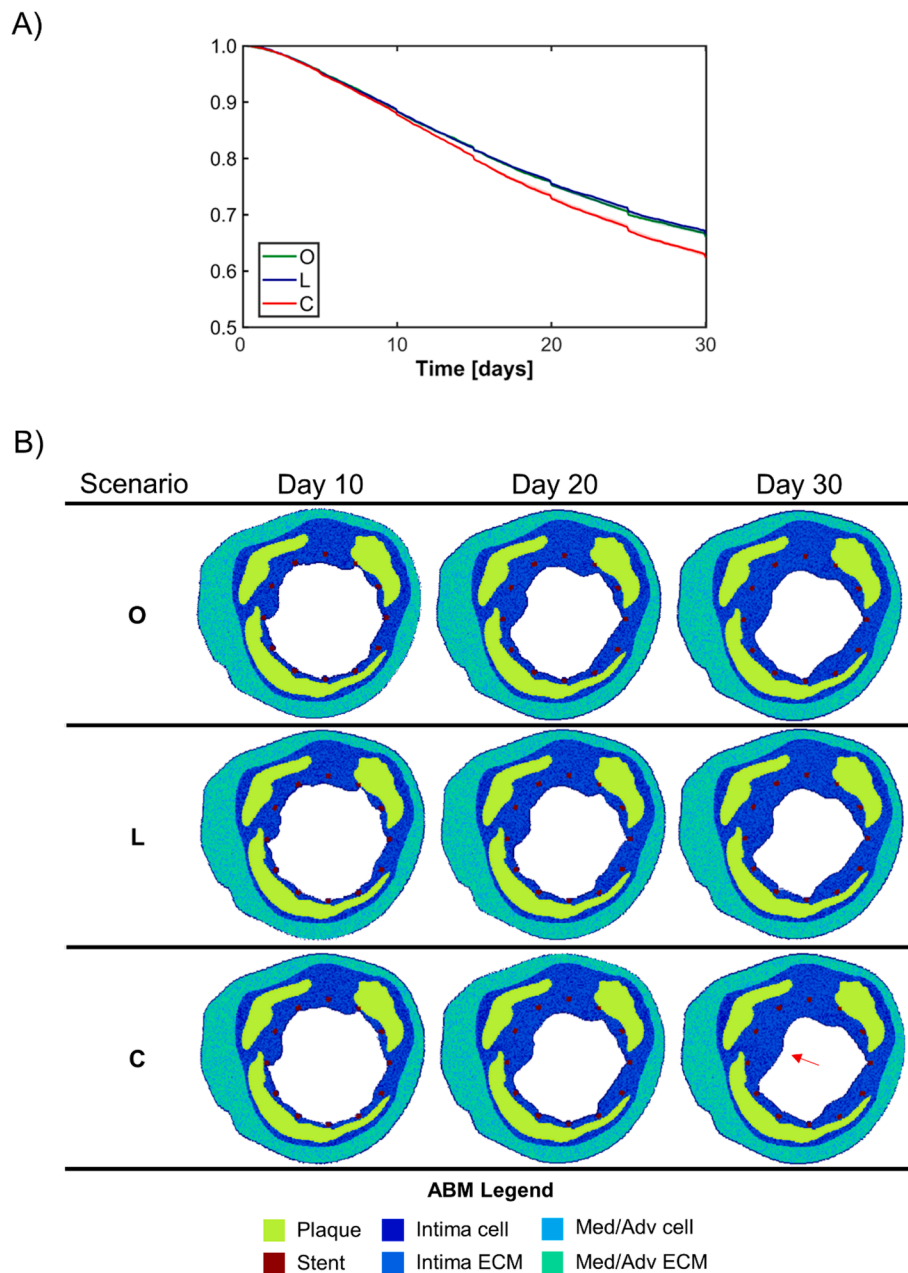 A)
1.0
0.9
0.8
0.7
0.6
0.5
O
L
C
0 10 20 30
Time [days]
B)
Scenario Day 10 Day 20 Day 30
O
L
C
ABM Legend
Plaque Intima cell Med/Adv cell
Stent Intima ECM Med/Adv ECM